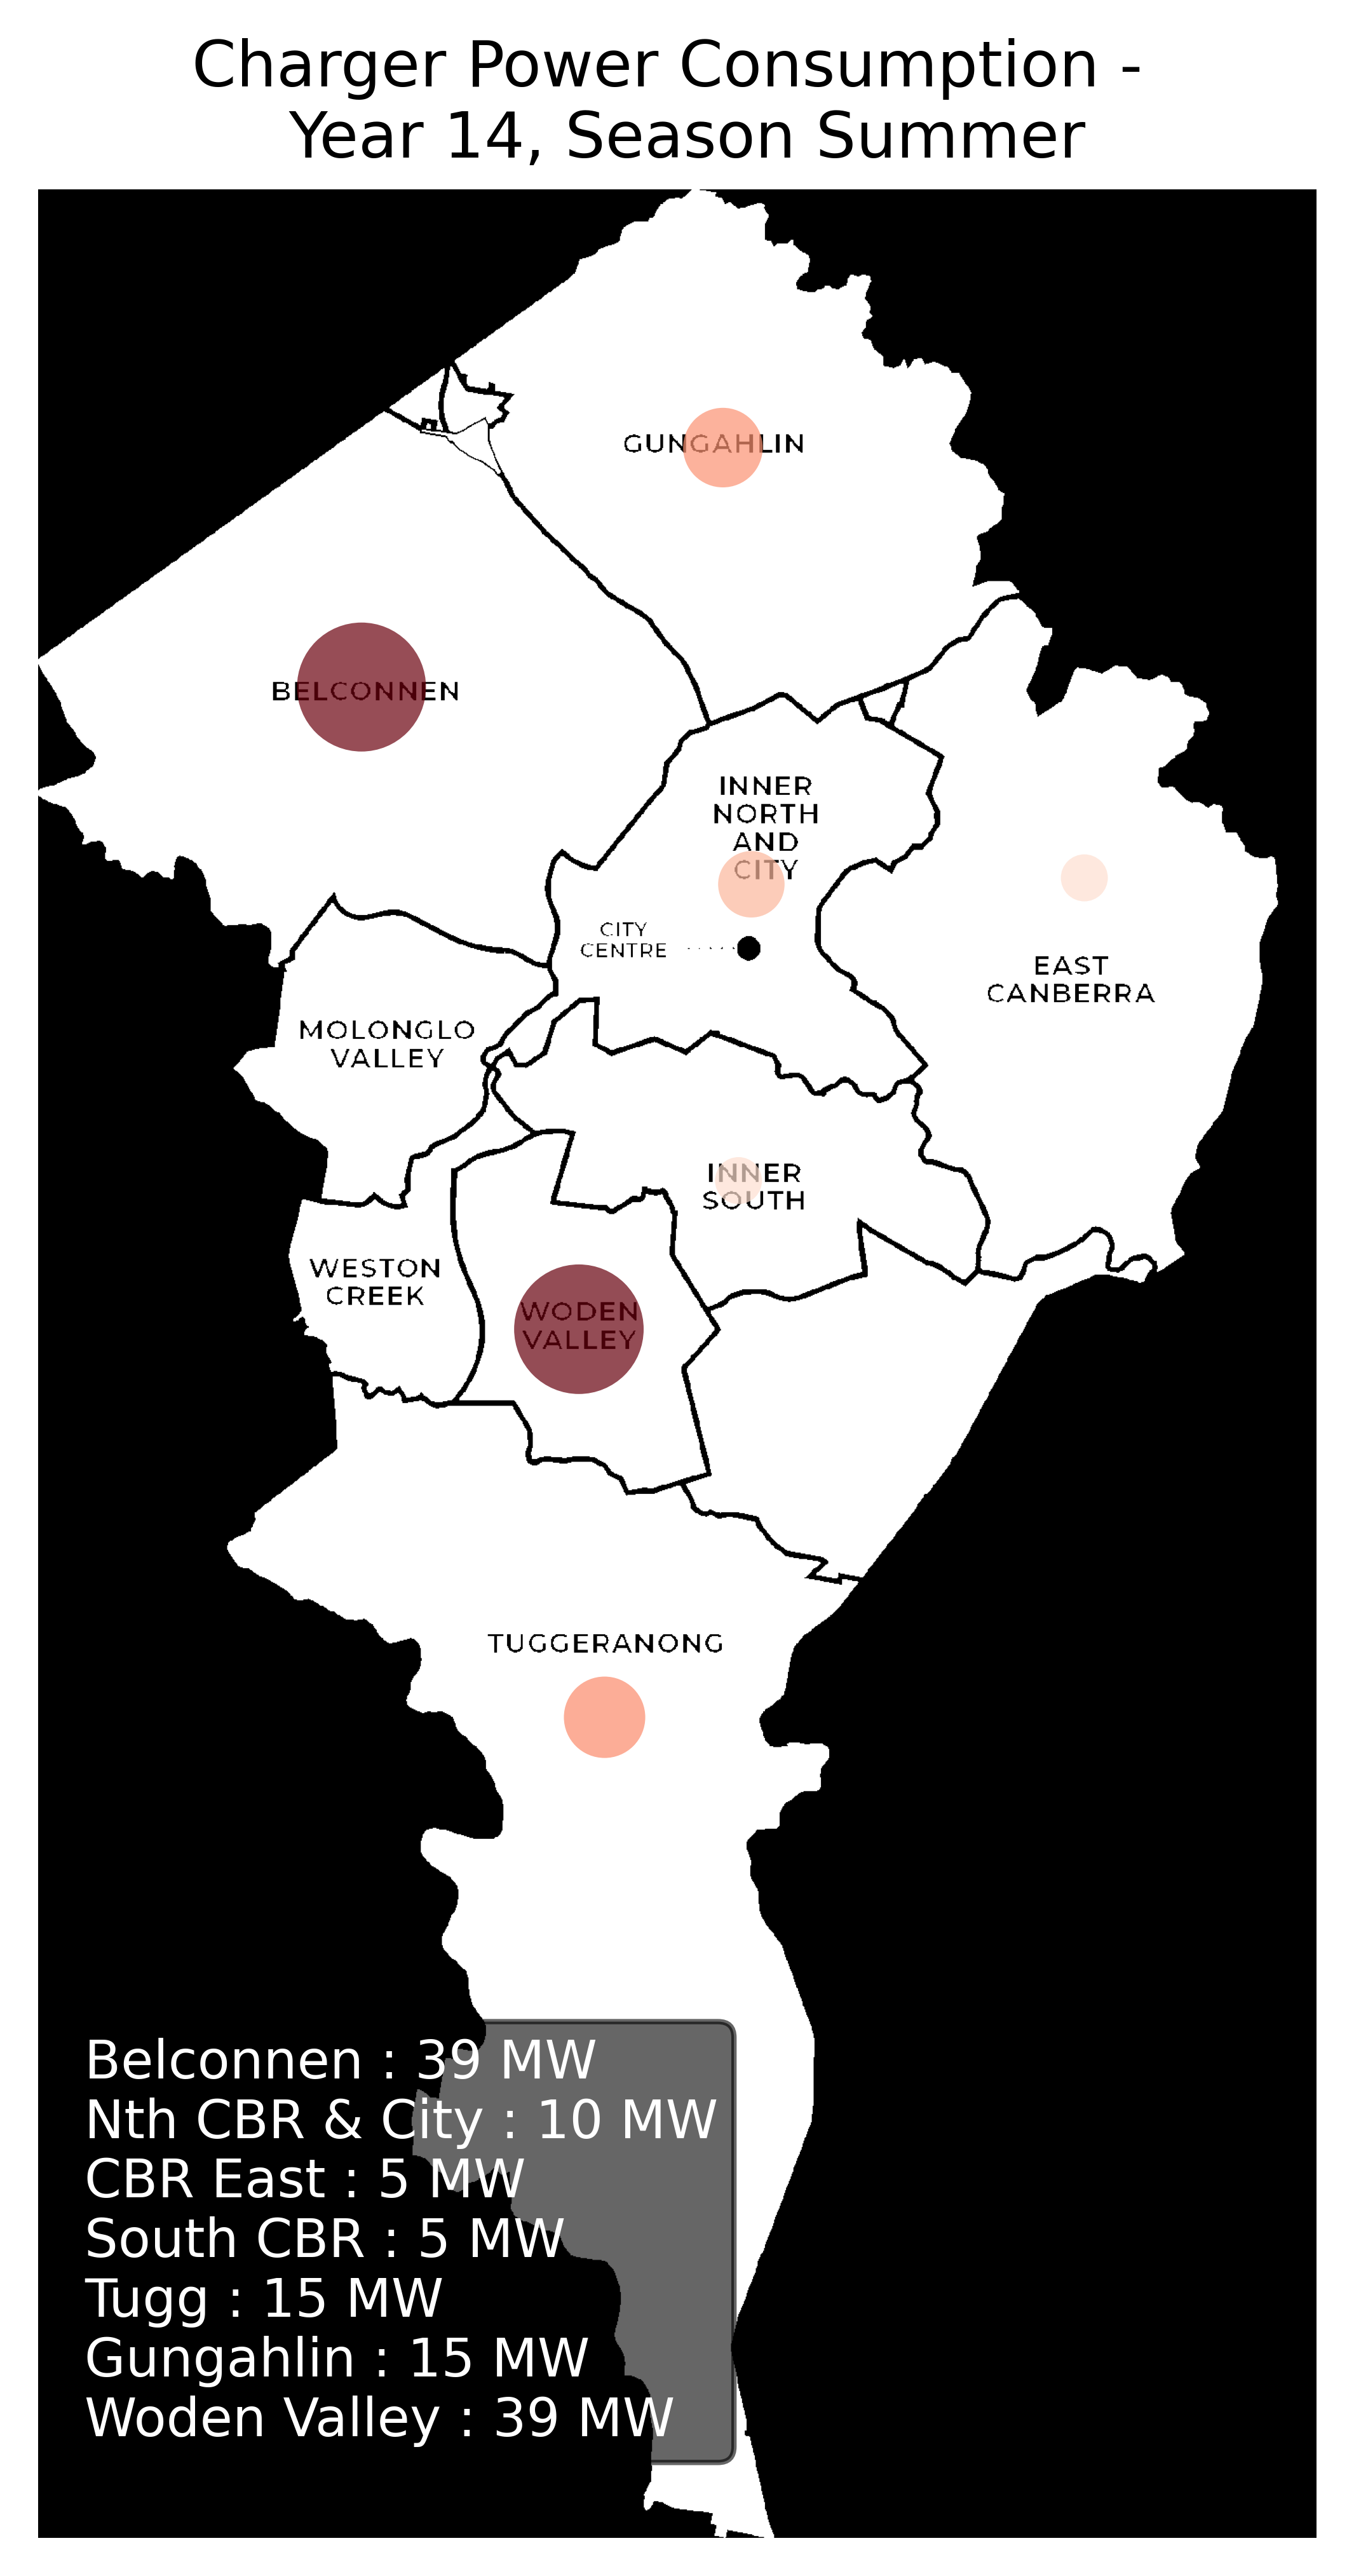 Charger Power Consumption -
Year 14, Season Summer
GUNGAHLIN
BELCONNEN
INNER
NORTH
AND
CITY
CITY
CENTRE
EAST
CANBERRA
MOLONGLO
VALLEY
INNER
SOUTH
WESTON
CREEK
WODEN
VALLEY
TUGGERANONG
Belconnen : 39 MW
Nth CBR & City : 10 MW
CBR East : 5 MW
South CBR : 5 MW
Tugg : 15 MW
Gungahlin : 15 MW
Woden Valley : 39 MW